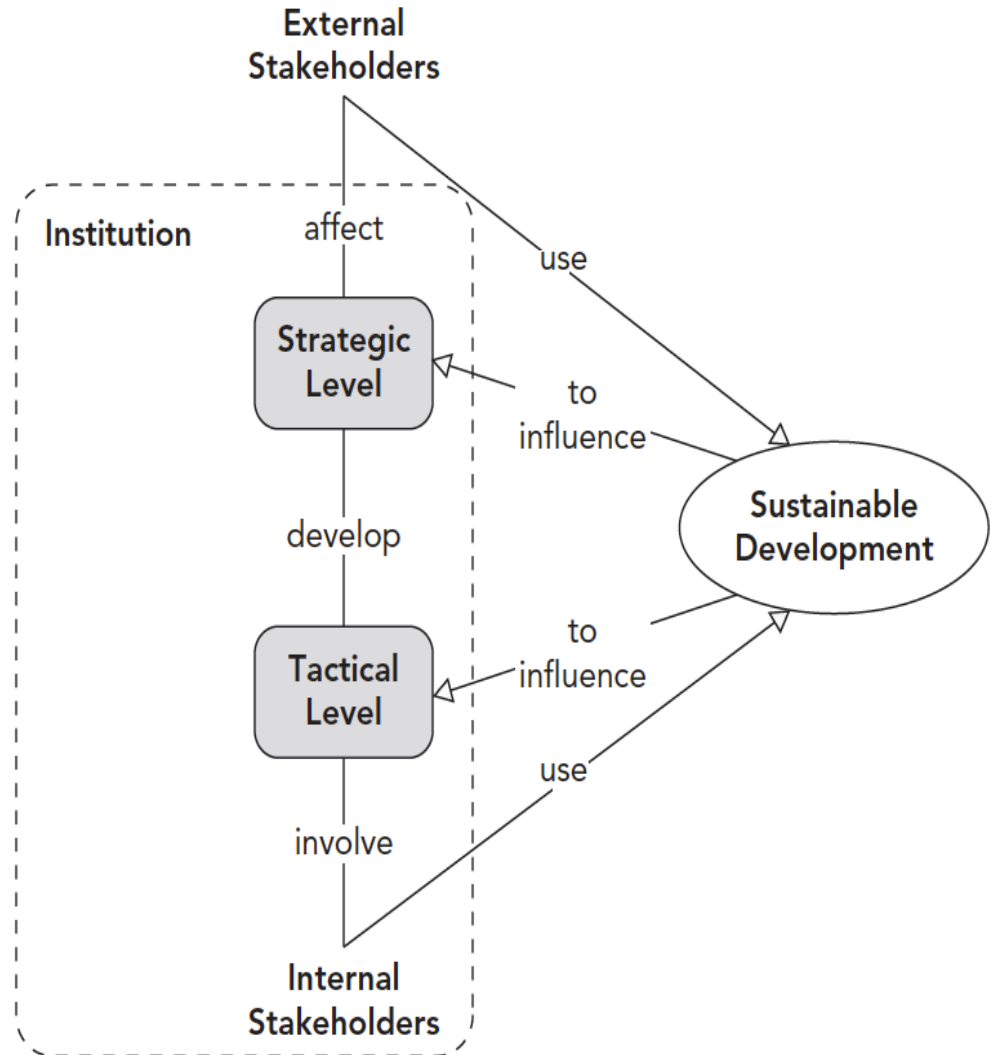 External
Stakeholders
affect
Institution
use
Strategic
Level
to
influence
Sustainable
Development
develop
to
influence
Tactical
Level
use
involve
Internal
Stakeholders